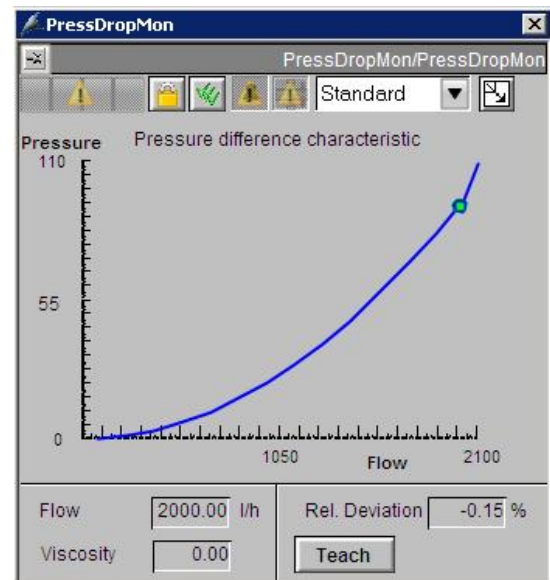 PressDropMon
PressDropMon/PressDropMon
Standard
Pressure Pressure difference characteristic
110
55
0
1050 Flow 2100
Flow 2000.00 l/h Rel. Deviation -0.15 %
Viscosity 0.00 Teach